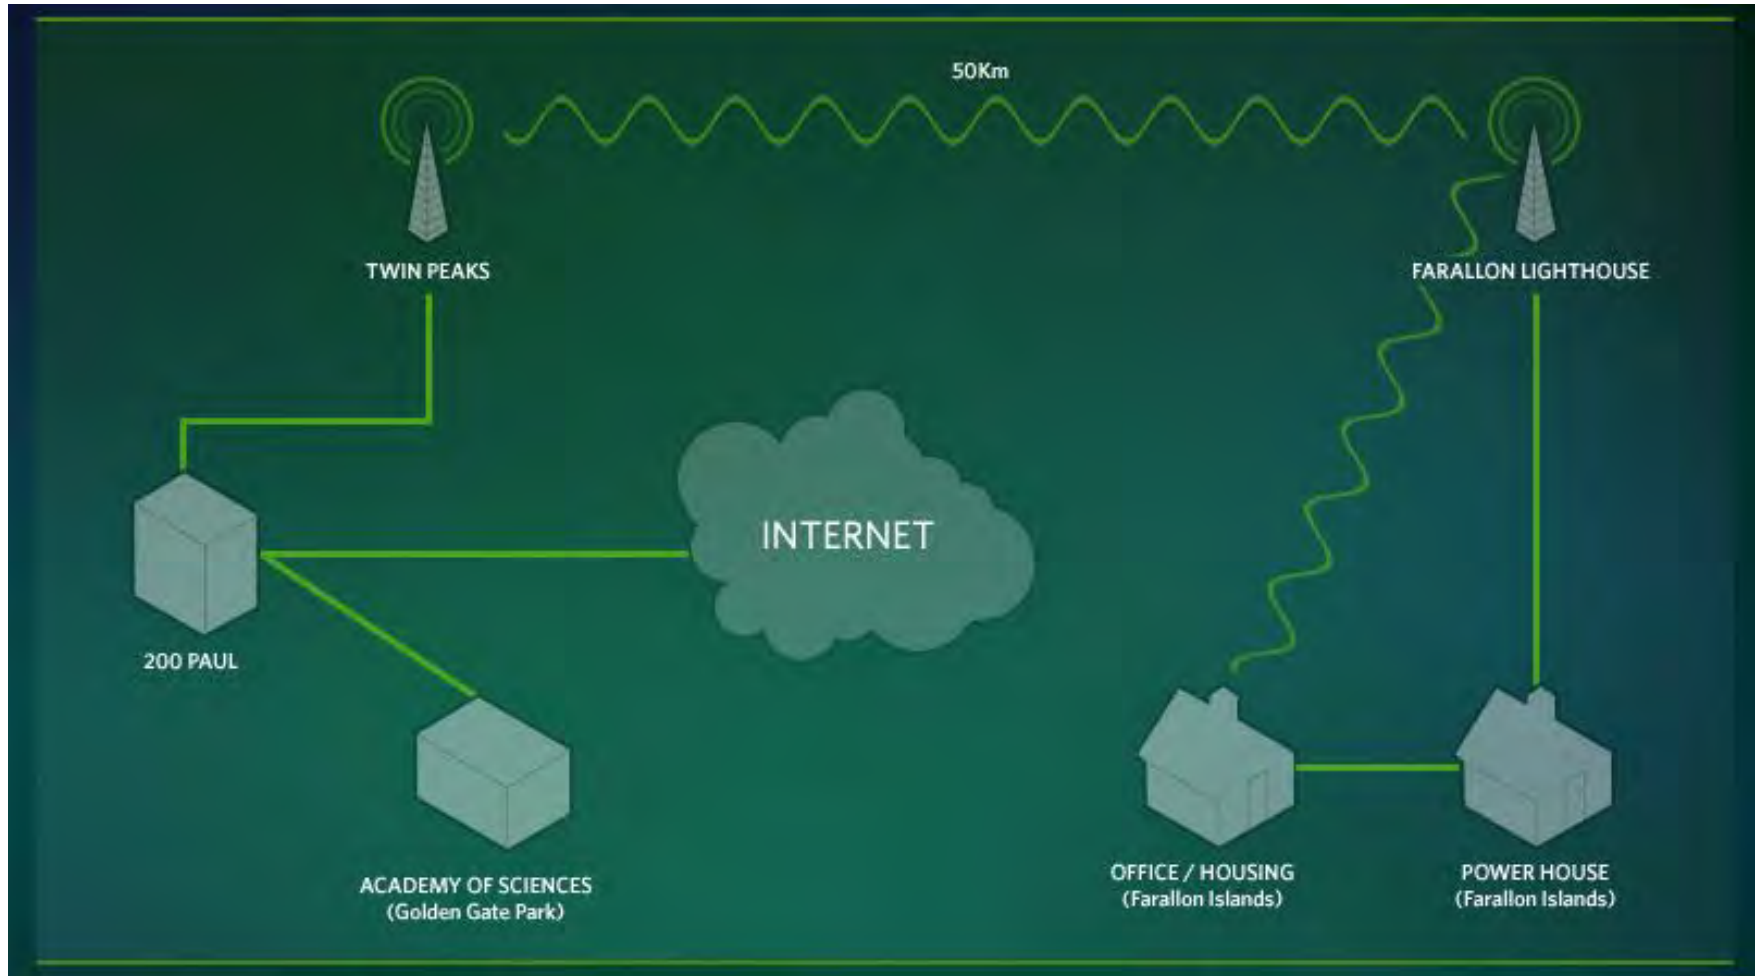 50Km
TWIN PEAKS
FARALLON LIGHTHOUSE
INTERNET
200 PAUL
ACADEMY OF SCIENCES
(Golden Gate Park)
OFFICE / HOUSING
(Farallon Islands)
POWER HOUSE
(Farallon Islands)